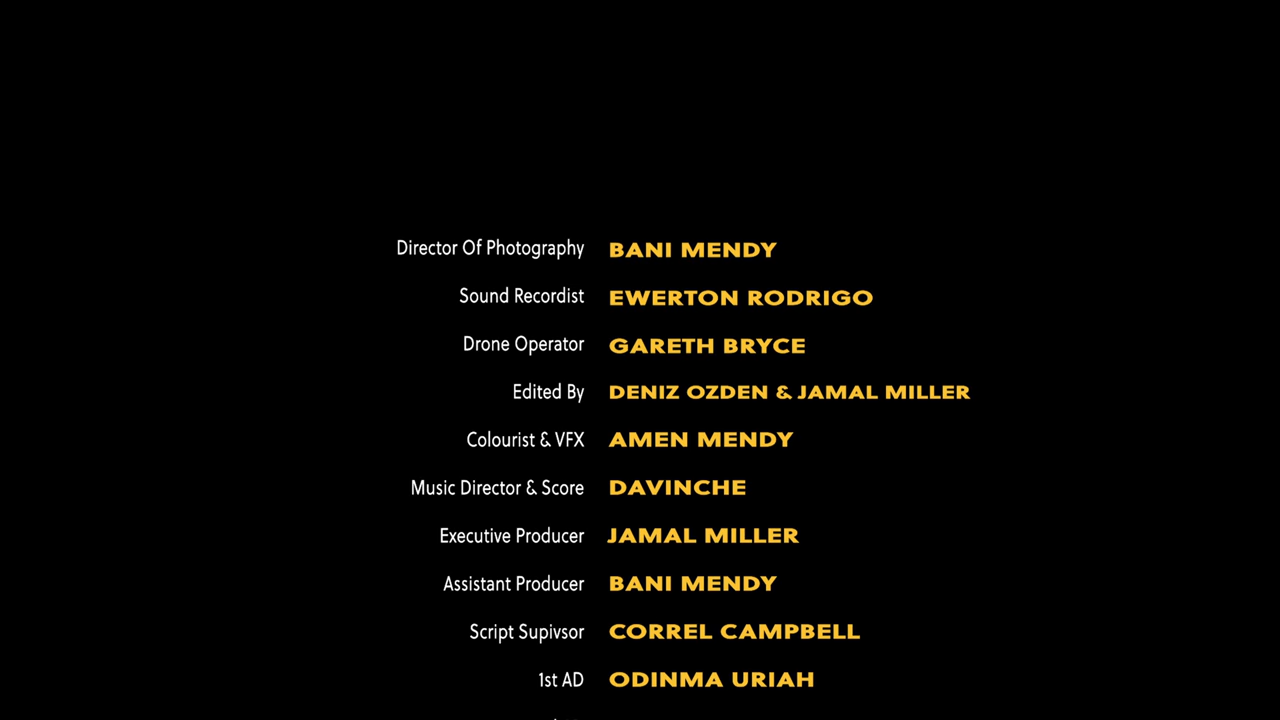 Director Of Photography BANI MENDY
Sound Recordist EWERTON RODRIGO
Drone Operator GARETH BRYCE
Edited By DENIZ OZDEN & JAMAL MILLER
Colourist & VFX AMEN MENDY
Music Director & Score DAVINCHE
Executive Producer JAMAL MILLER
Assistant Producer BANI MENDY
Script Supivsor CORREL CAMPBELL
1st AD ODINMA URIAH